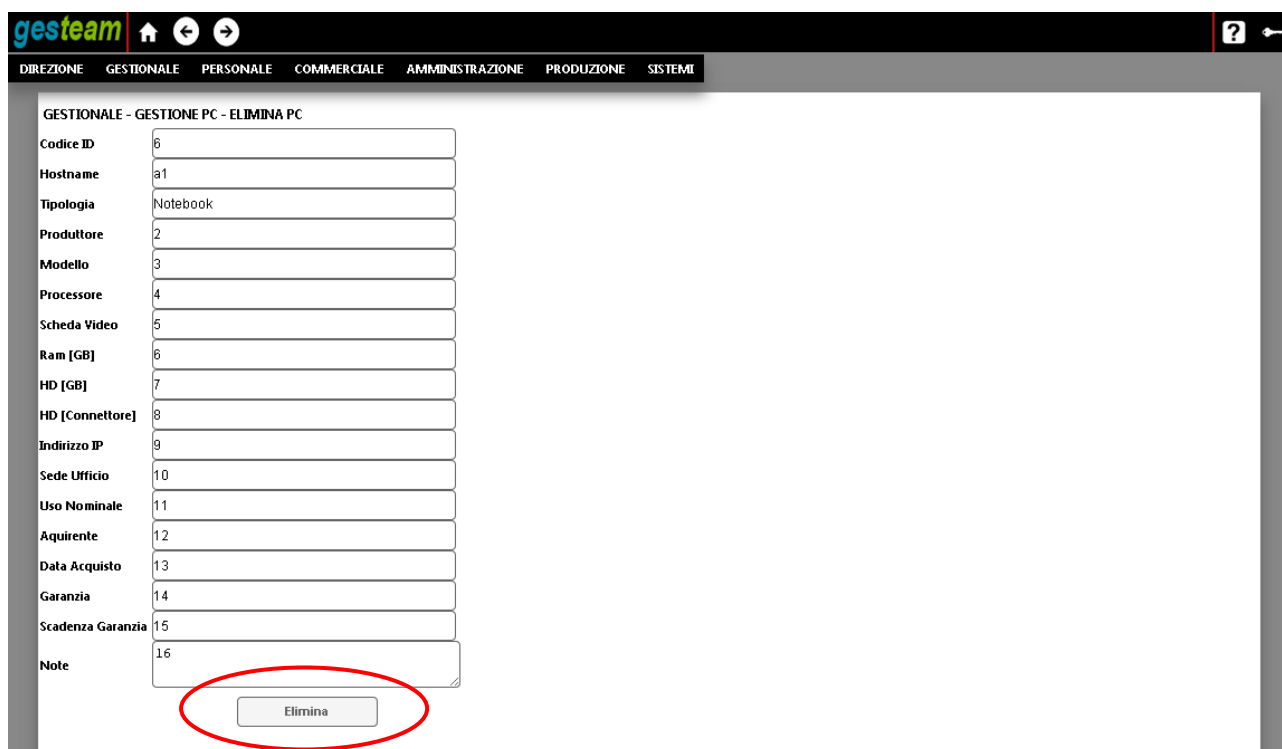 gesteam ?
DIREZIONE GESTIONALE PERSONALE COMMERCIALE AMMINISTRAZIONE PRODUZIONE SISTEMI
GESTIONALE - GESTIONE PC - ELIMINA PC
Codice ID 6
Hostname a1
Tipologia Notebook
Produttore 2
Modello 3
Processore 4
Scheda Video 5
Ram [GB] 6
HD [GB] 7
HD [Connettore] 8
Indirizzo IP 9
Sede Ufficio 10
Uso Nominale 11
Aquirente 12
Data Acquisto 13
Garanzia 14
Scadenza Garanzia 15
Note 16
Elimina